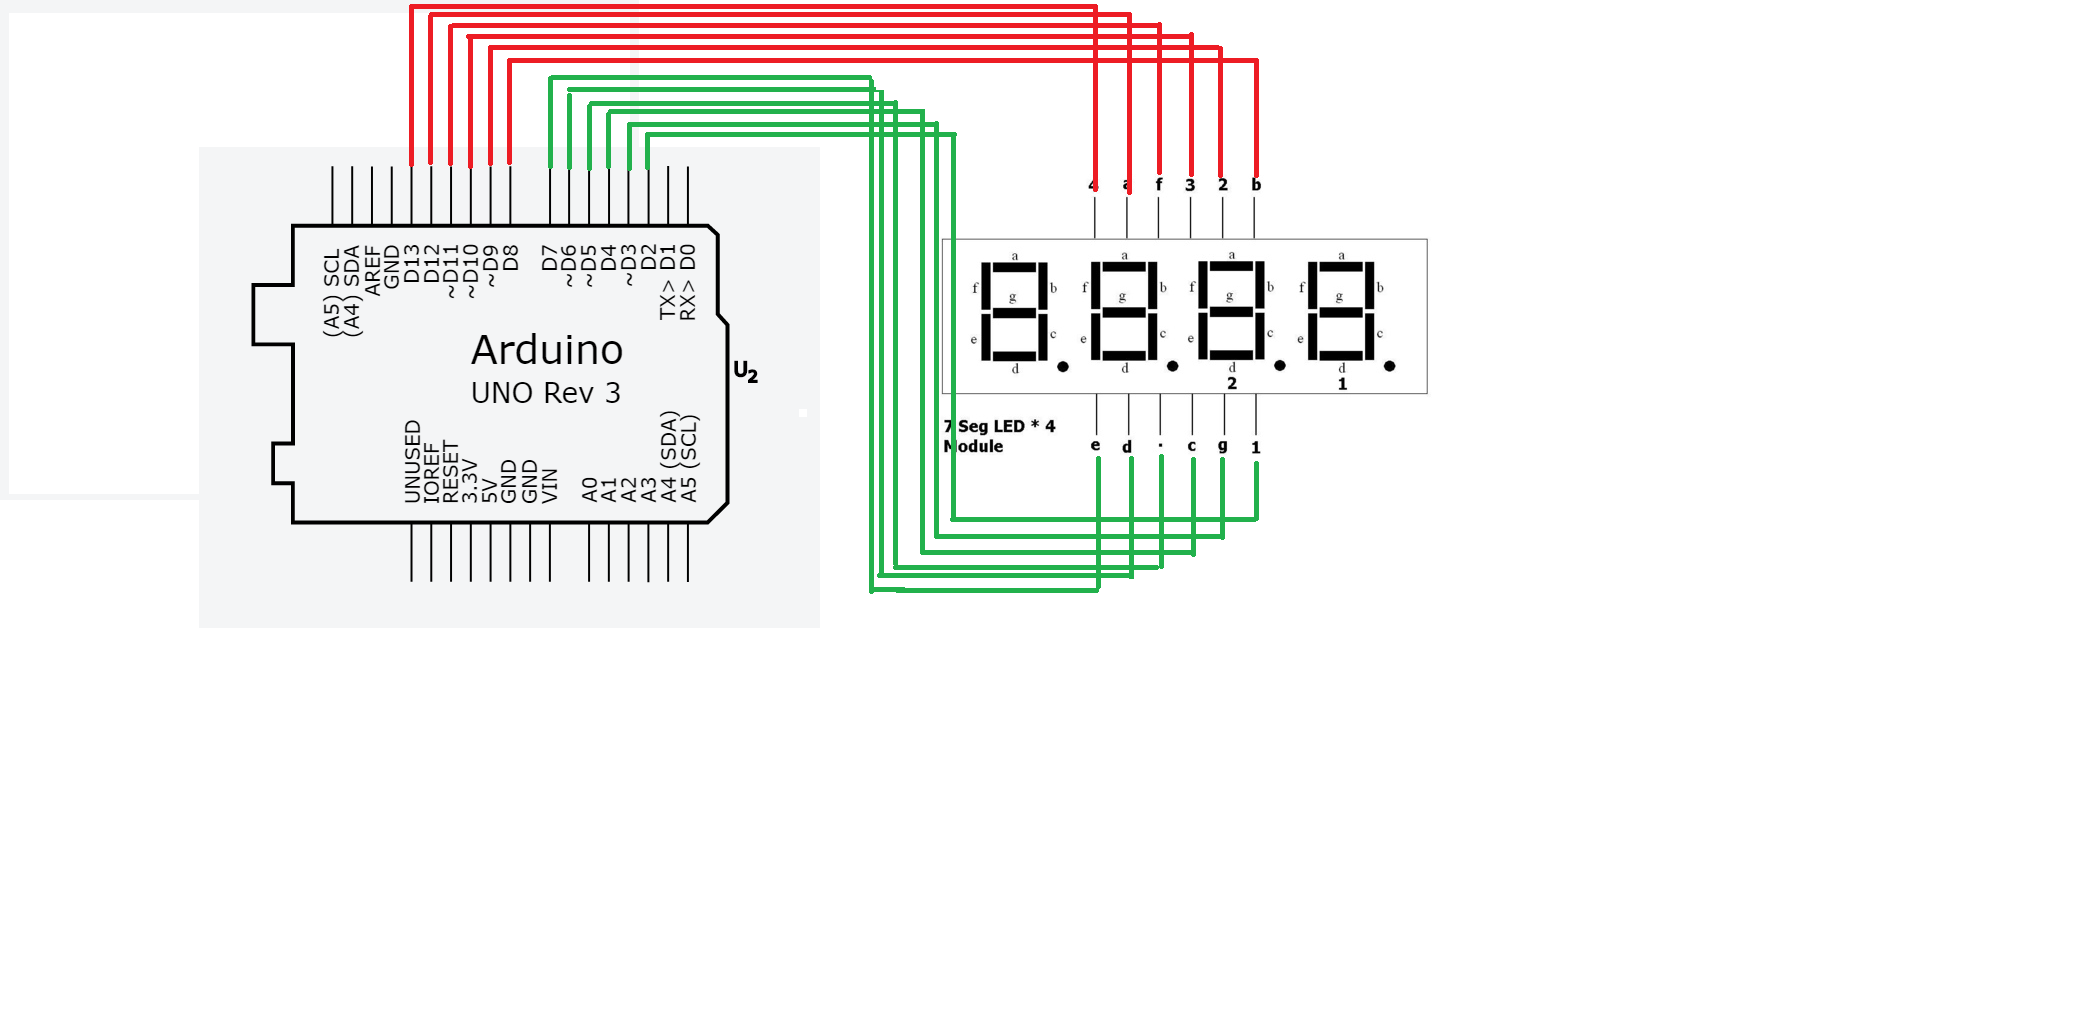 4 a f 3 2 b
(A5) SCL
(A4) SDA
AREF
GND
D13
D12
~D11
~D10
~D9
D8
D7
~D6
~D5
D4
~D3
D2
TX> D1
RX> D0
Arduino
UNO Rev 3
U2
UNUSED
IOREF
RESET
3.3V
5V
GND
GND
VIN
A0
A1
A2
A3
A4 (SDA)
A5 (SCL)
a a a a
f b f b f b f b
g g g g
e c e c e c e c
d d d d
2 1
7 Seg LED * 4
Module
e d . c g 1